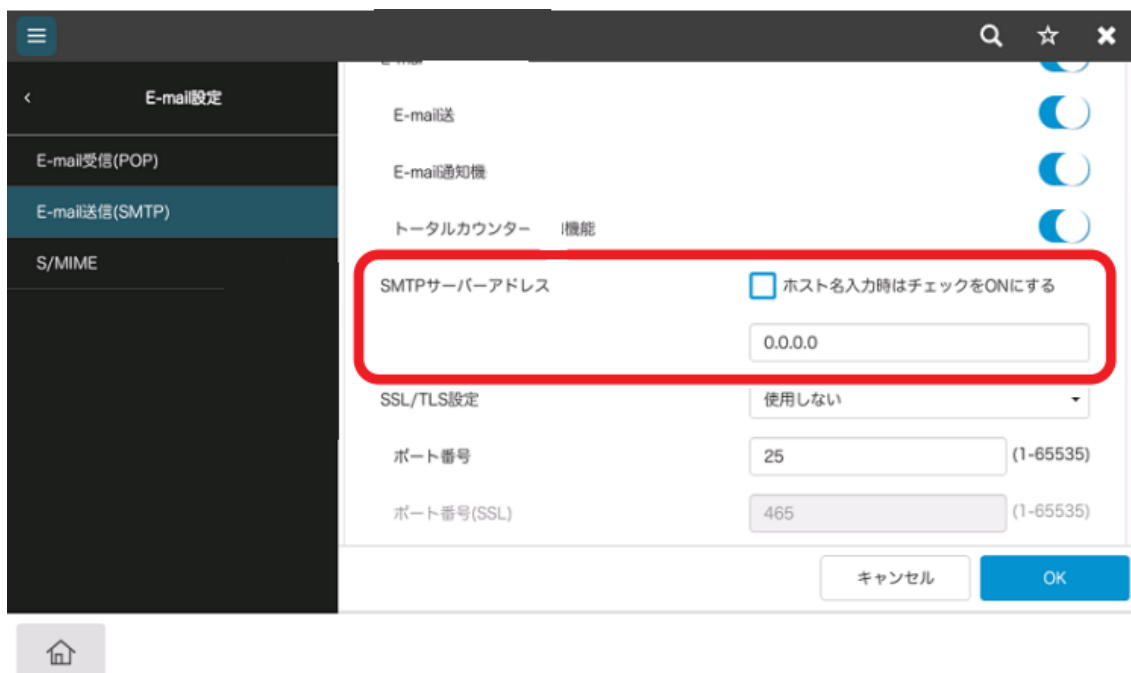 E-mail設定
E-mail受信(POP)
E-mail送信(SMTP)
S/MIME
E-mail送
E-mail通知機
トータルカウンター 機能
SMTPサーバーアドレス
ホスト名入力時はチェックをONにする
0.0.0.0
SSL/TLS設定
使用しない
ポート番号
25
(1-65535)
ポート番号(SSL)
465
(1-65535)
キャンセル
OK